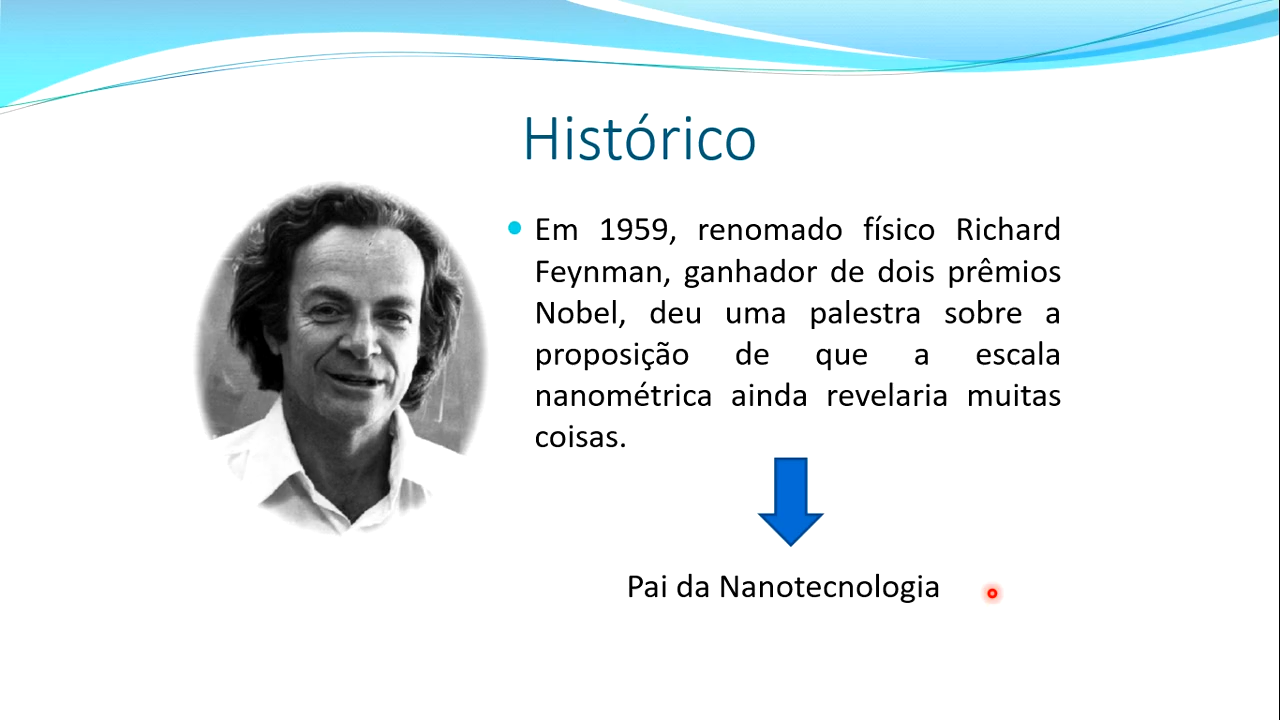 Histórico
Em 1959, renomado físico Richard
Feynman, ganhador de dois prêmios
Nobel, deu uma palestra sobre a
proposição de que a escala
nanométrica ainda revelaria muitas
coisas.
Pai da Nanotecnologia